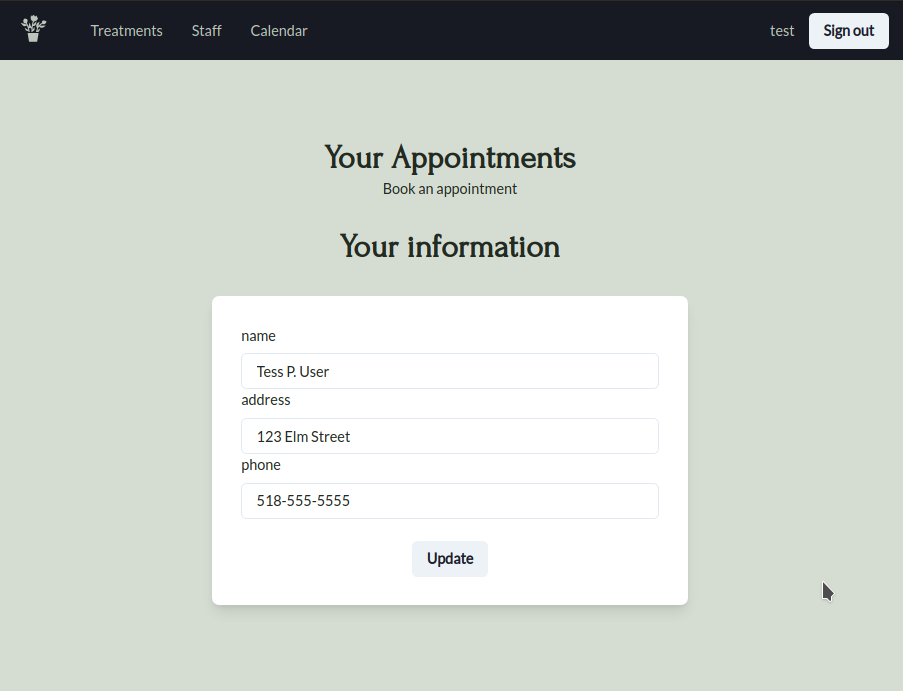 Treatments Staff Calendar test Sign out
Your Appointments
Book an appointment
Your information
name
Tess P. User
address
123 Elm Street
phone
518-555-5555
Update